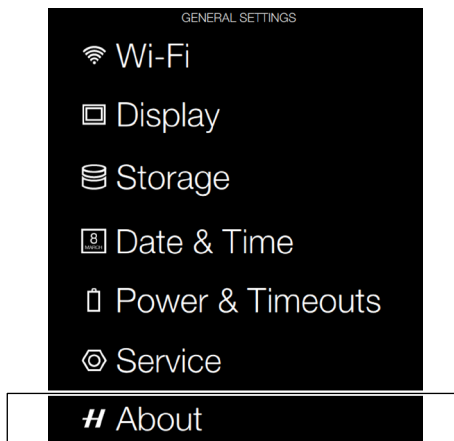 GENERAL SETTINGS
Wi-Fi
Display
Storage
8
MARCH
Date & Time
Power & Timeouts
Service
H About